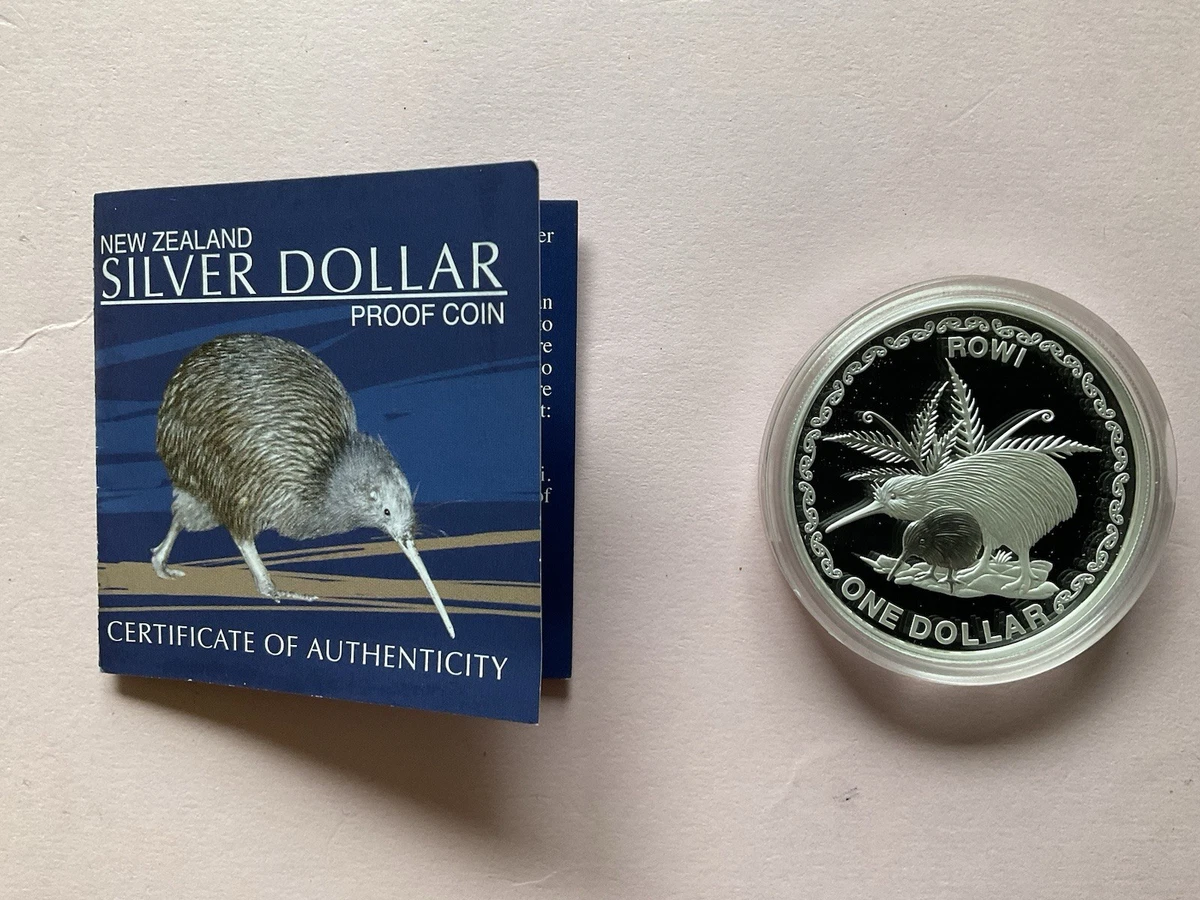 NEW ZEALAND
SILVER DOLLAR
PROOF COIN
CERTIFICATE OF AUTHENTICITY
ROWI
ONE DOLLAR